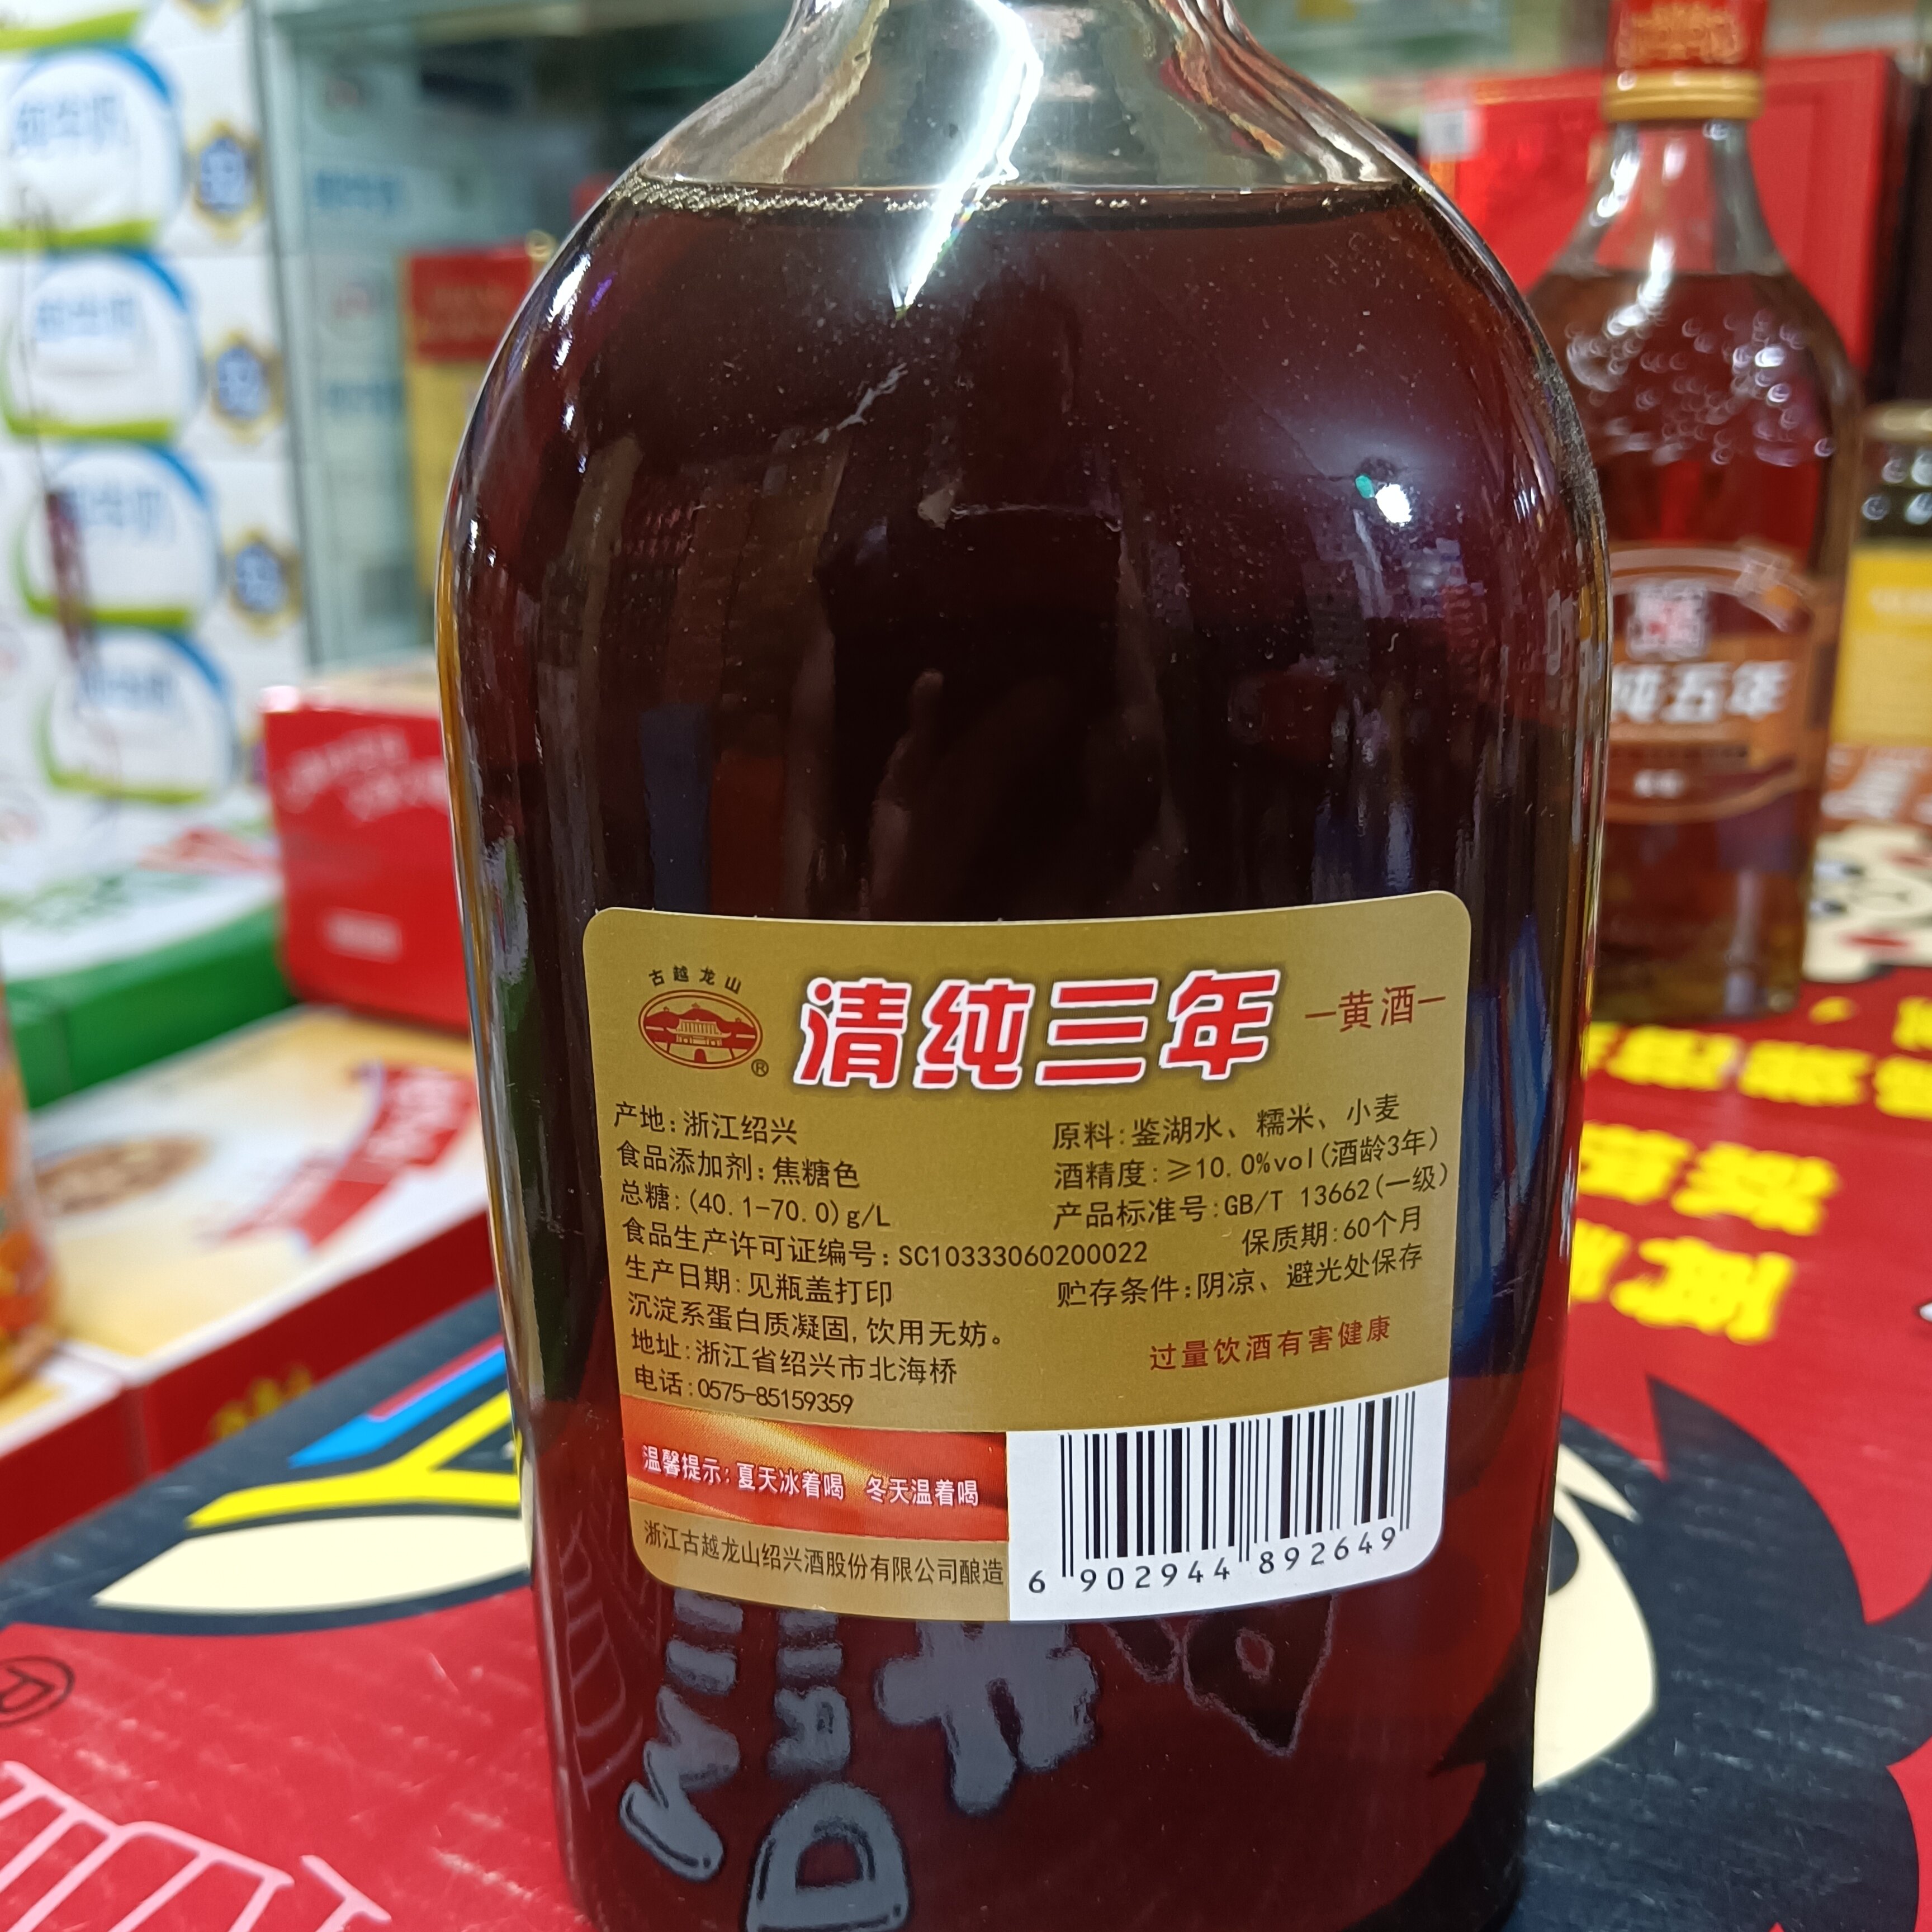 古越龙山
®
清纯三年
—黄酒—
产地:浙江绍兴
食品添加剂:焦糖色
总糖:(40.1-70.0)g/L
食品生产许可证编号:SC10333060200022
生产日期:见瓶盖打印
沉淀系蛋白质凝固,饮用无妨。
地址:浙江省绍兴市北海桥
电话:0575-85159359
原料:鉴湖水、糯米、小麦
酒精度:≥10.0%vol(酒龄3年)
产品标准号:GB/T 13662(一级)
保质期:60个月
贮存条件:阴凉、避光处保存
过量饮酒有害健康
温馨提示:夏天冰着喝 冬天温着喝
浙江古越龙山绍兴酒股份有限公司酿造
6 902944 892649
纯五年